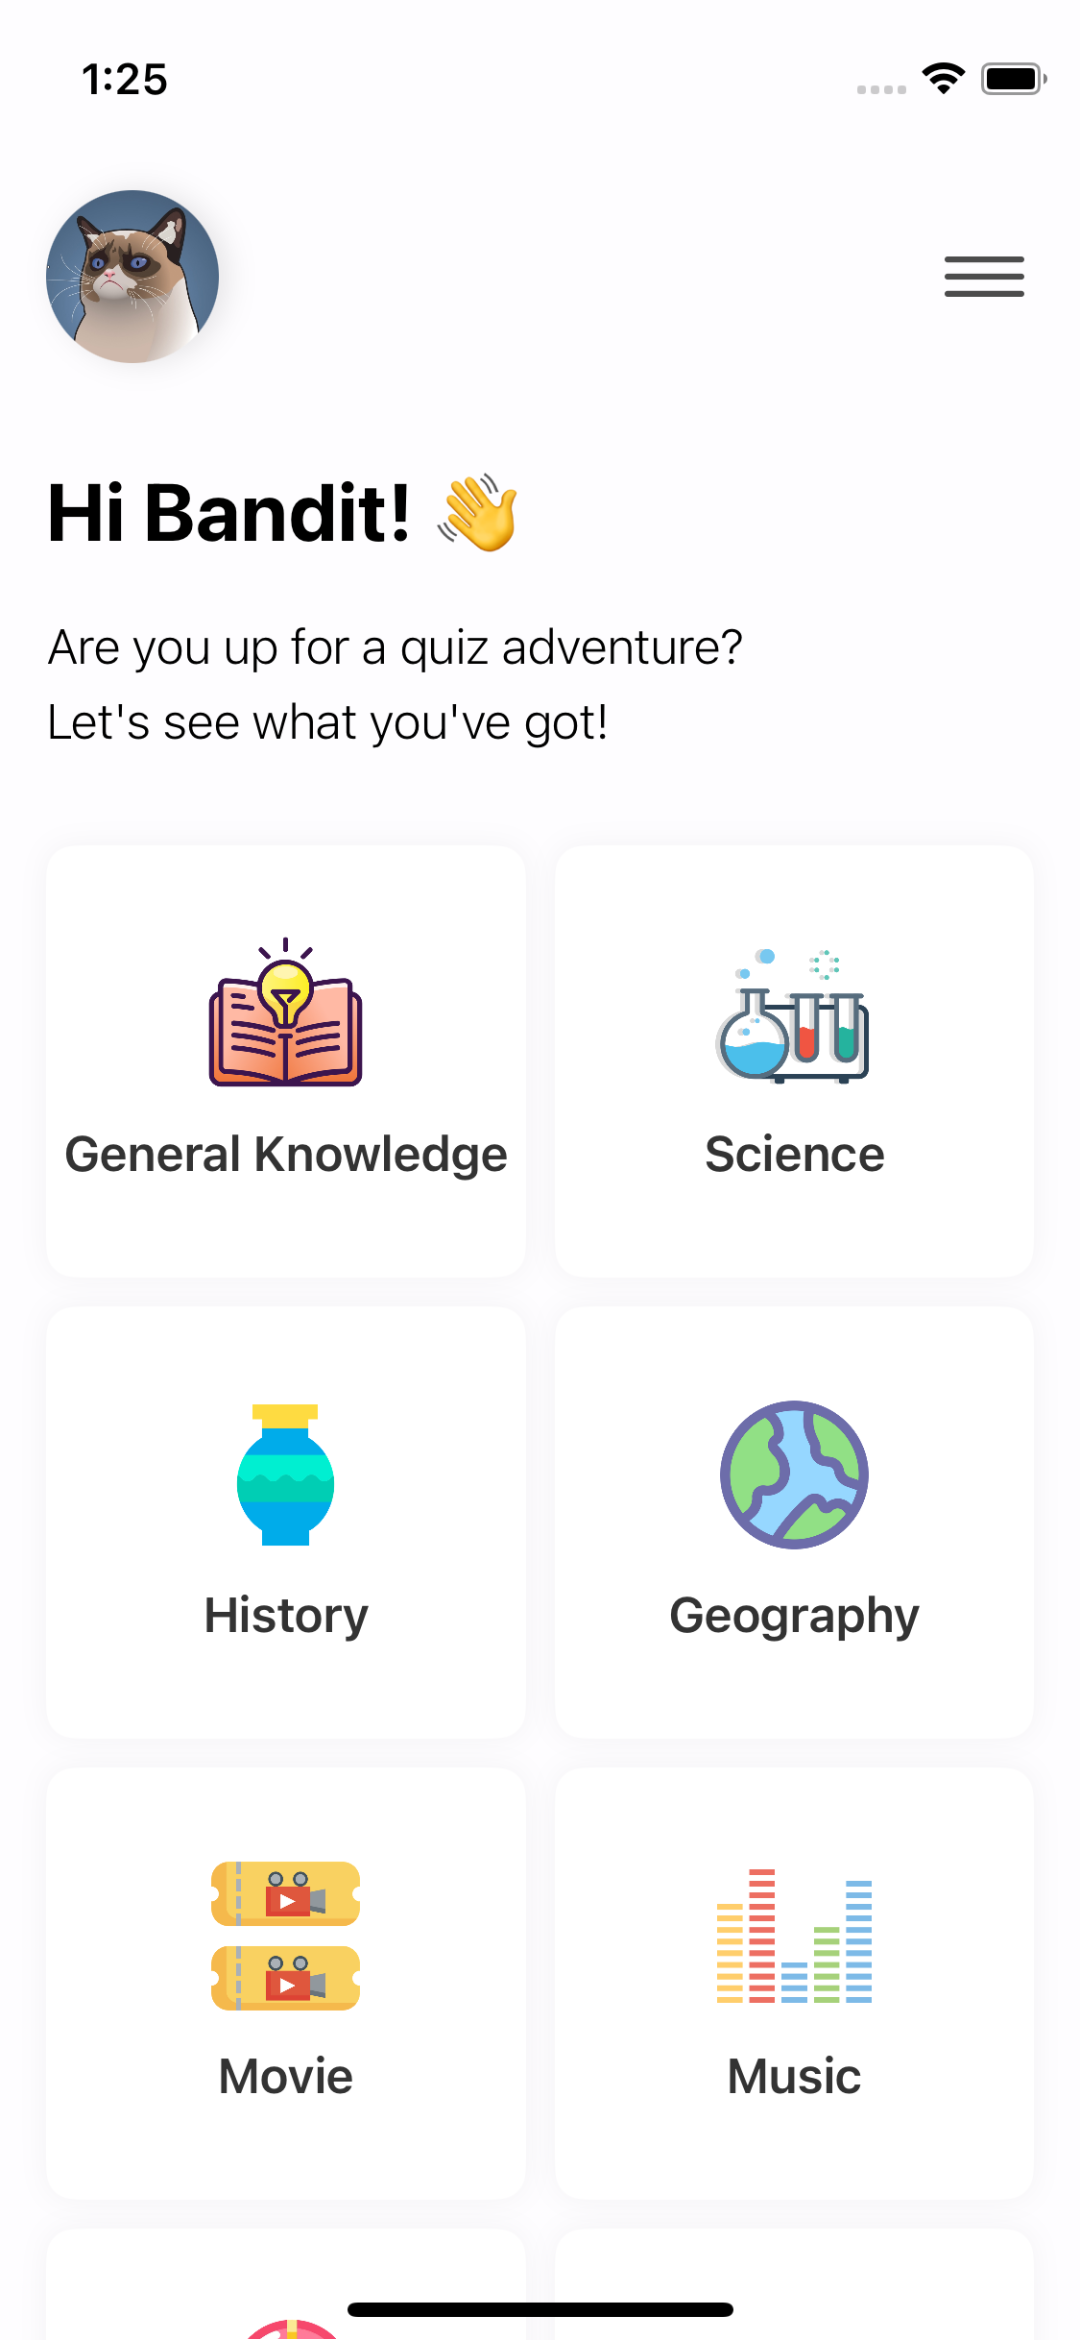 1:25
Hi Bandit! 👋
Are you up for a quiz adventure?
Let's see what you've got!
General Knowledge
Science
History
Geography
Movie
Music